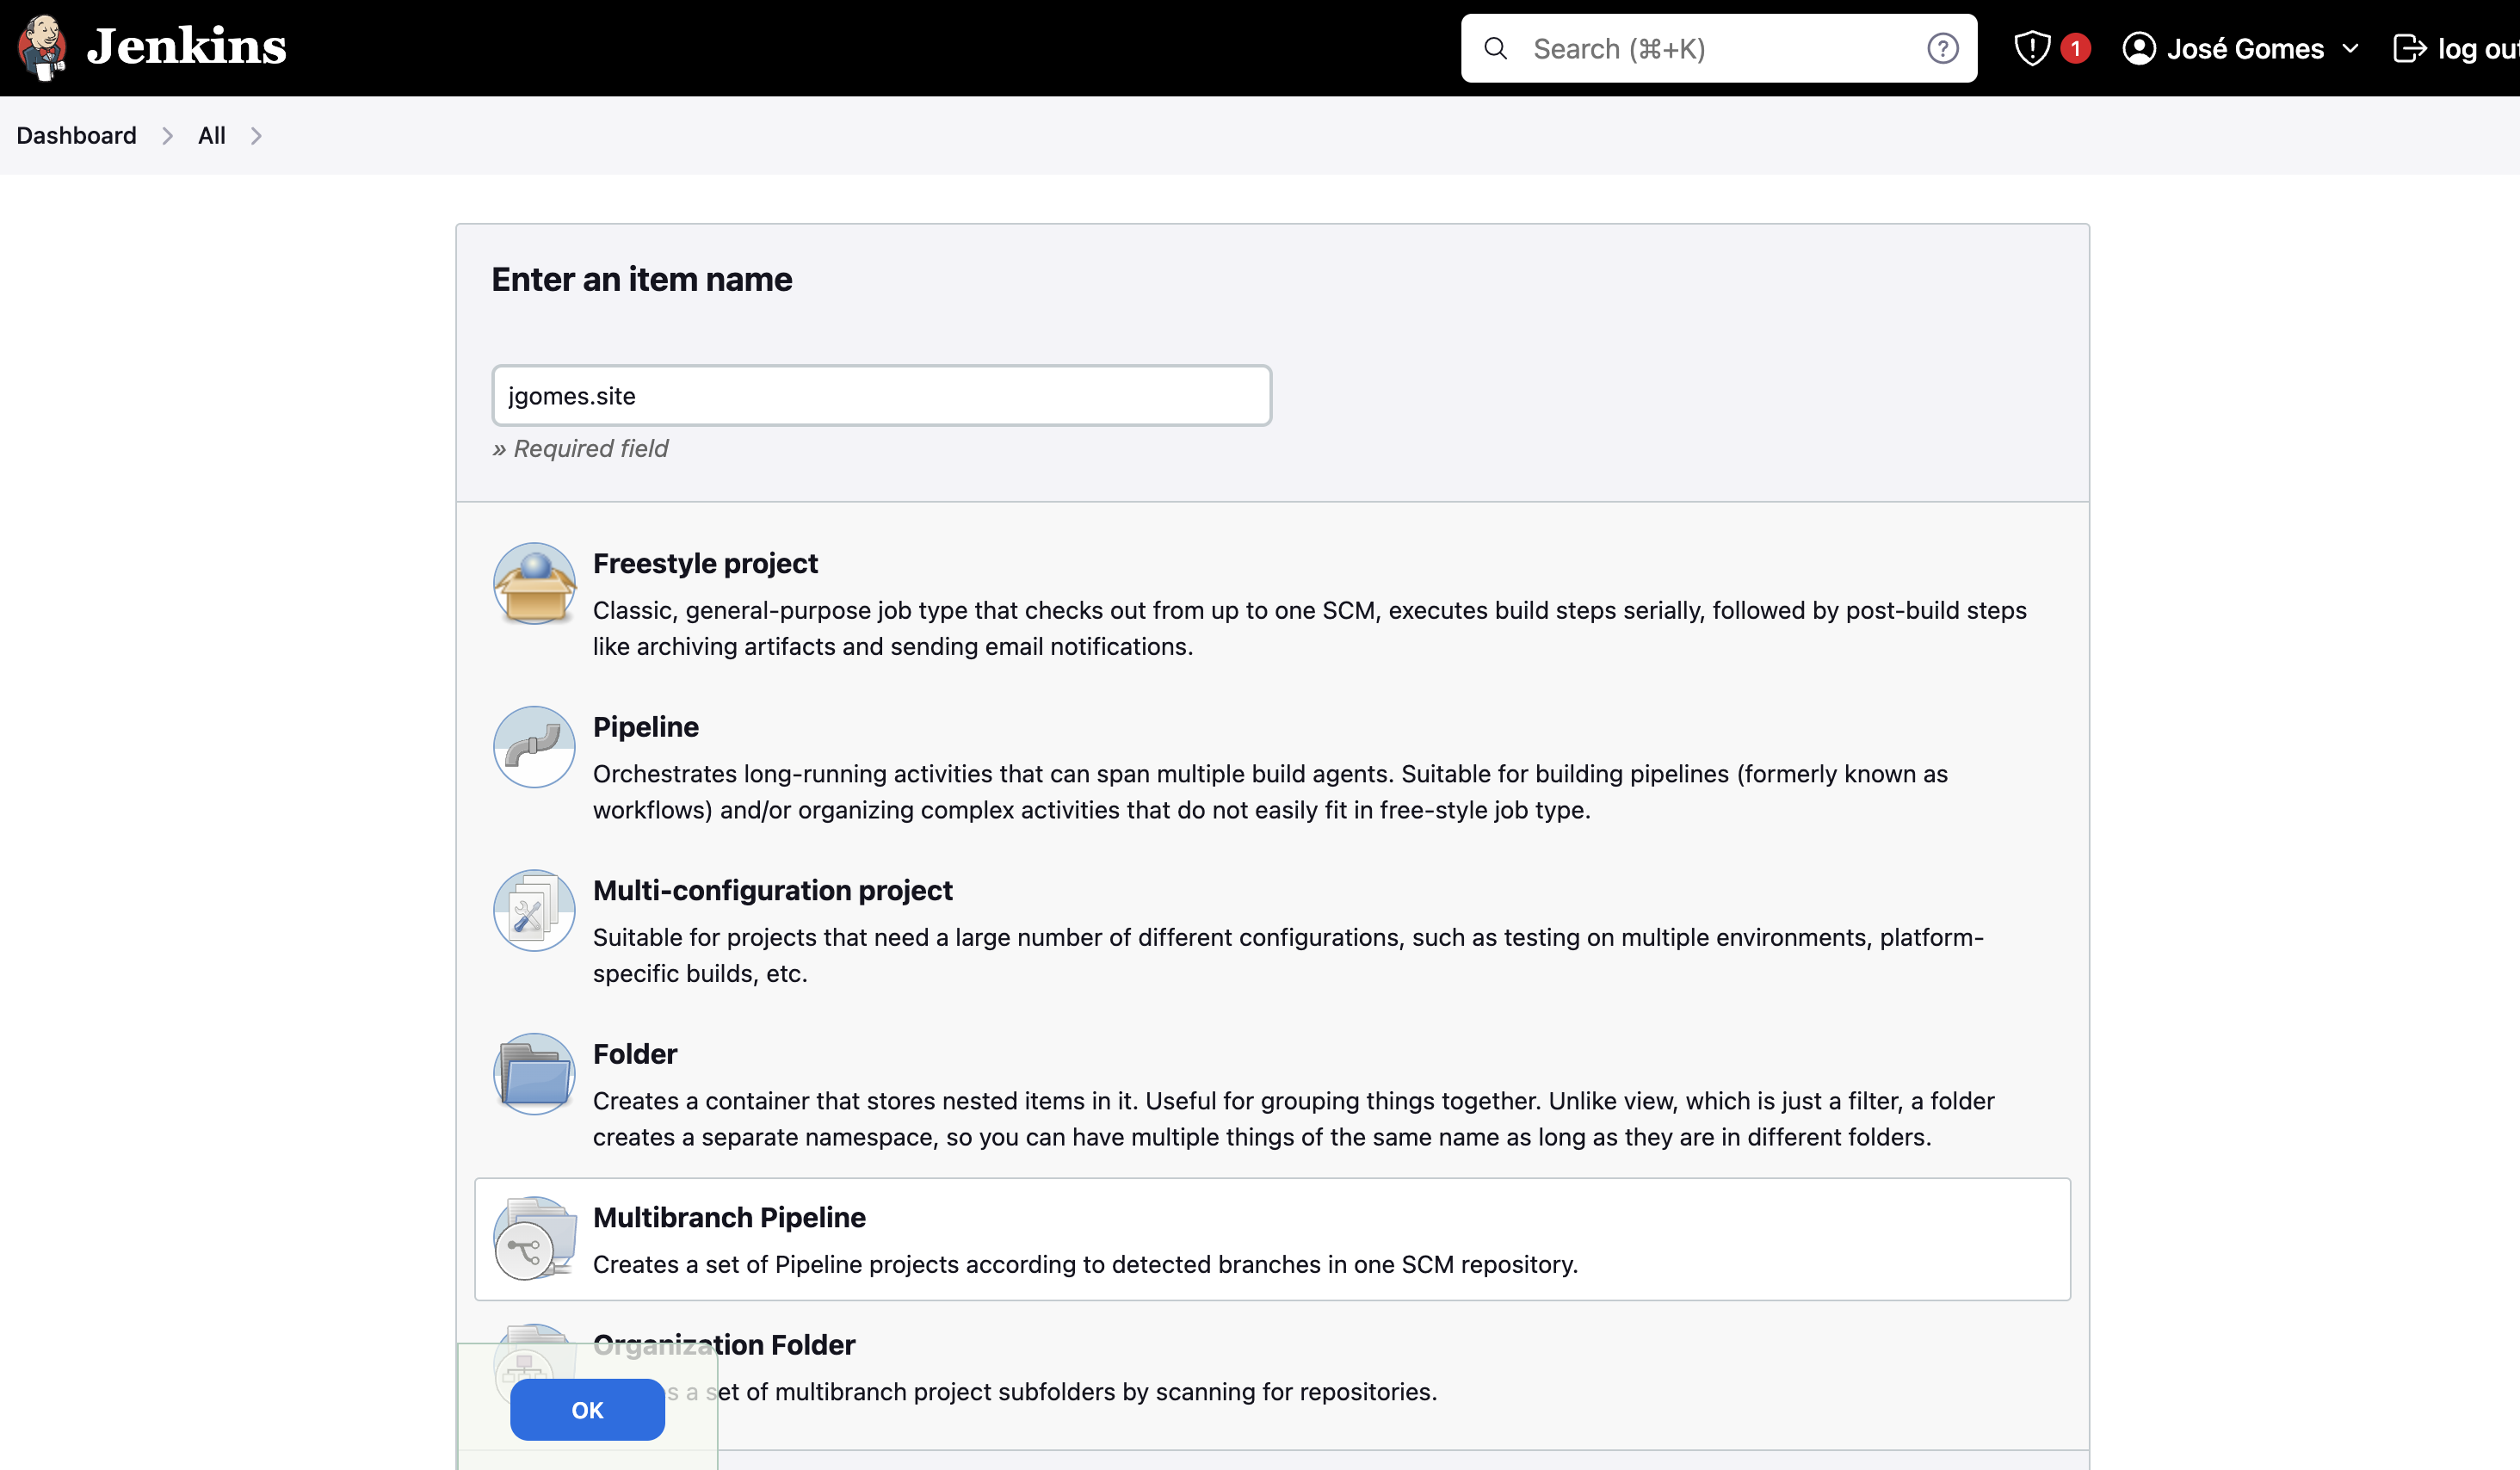 Jenkins
Search (⌘+K)
1
José Gomes
log out
Dashboard
All
Enter an item name
jgomes.site
» Required field
Freestyle project
Classic, general-purpose job type that checks out from up to one SCM, executes build steps serially, followed by post-build steps
like archiving artifacts and sending email notifications.
Pipeline
Orchestrates long-running activities that can span multiple build agents. Suitable for building pipelines (formerly known as
workflows) and/or organizing complex activities that do not easily fit in free-style job type.
Multi-configuration project
Suitable for projects that need a large number of different configurations, such as testing on multiple environments, platform-
specific builds, etc.
Folder
Creates a container that stores nested items in it. Useful for grouping things together. Unlike view, which is just a filter, a folder
creates a separate namespace, so you can have multiple things of the same name as long as they are in different folders.
Multibranch Pipeline
Creates a set of Pipeline projects according to detected branches in one SCM repository.
Organization Folder
s a set of multibranch project subfolders by scanning for repositories.
OK